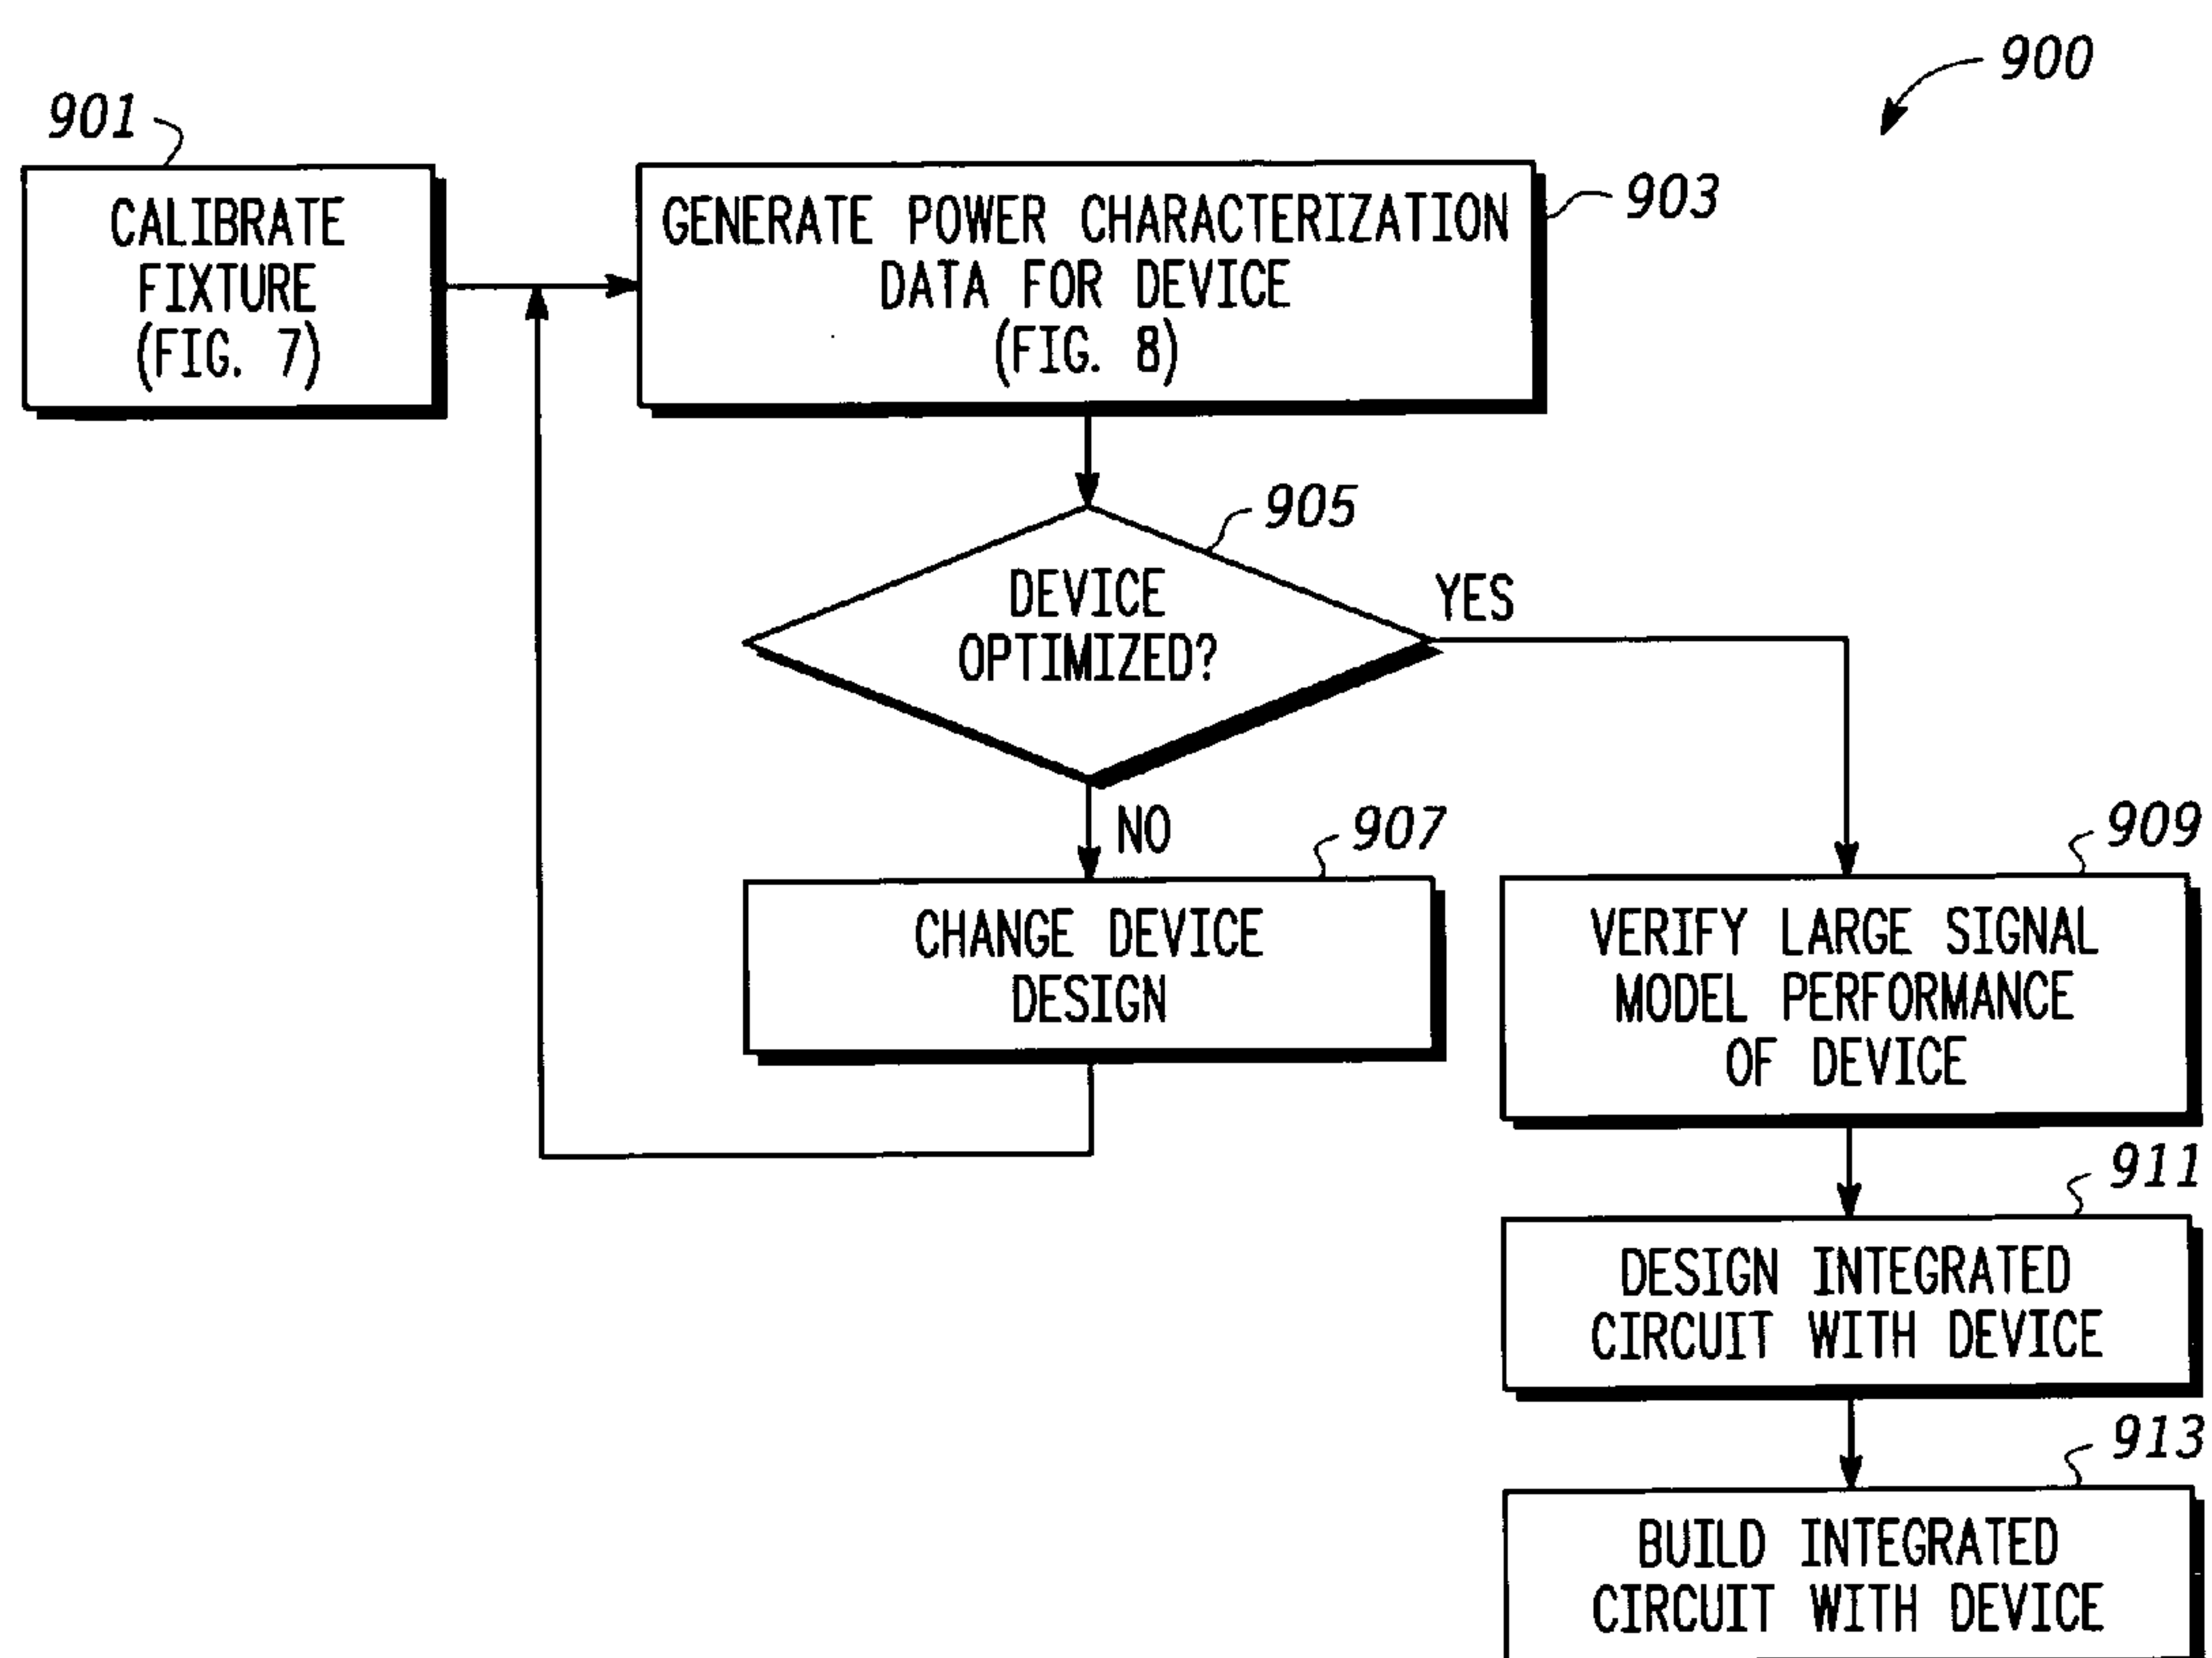 900
901
CALIBRATE
FIXTURE
(FIG. 7)
903
GENERATE POWER CHARACTERIZATION
DATA FOR DEVICE
(FIG. 8)
905
DEVICE
OPTIMIZED?
YES
NO
907
CHANGE DEVICE
DESIGN
909
VERIFY LARGE SIGNAL
MODEL PERFORMANCE
OF DEVICE
911
DESIGN INTEGRATED
CIRCUIT WITH DEVICE
913
BUILD INTEGRATED
CIRCUIT WITH DEVICE